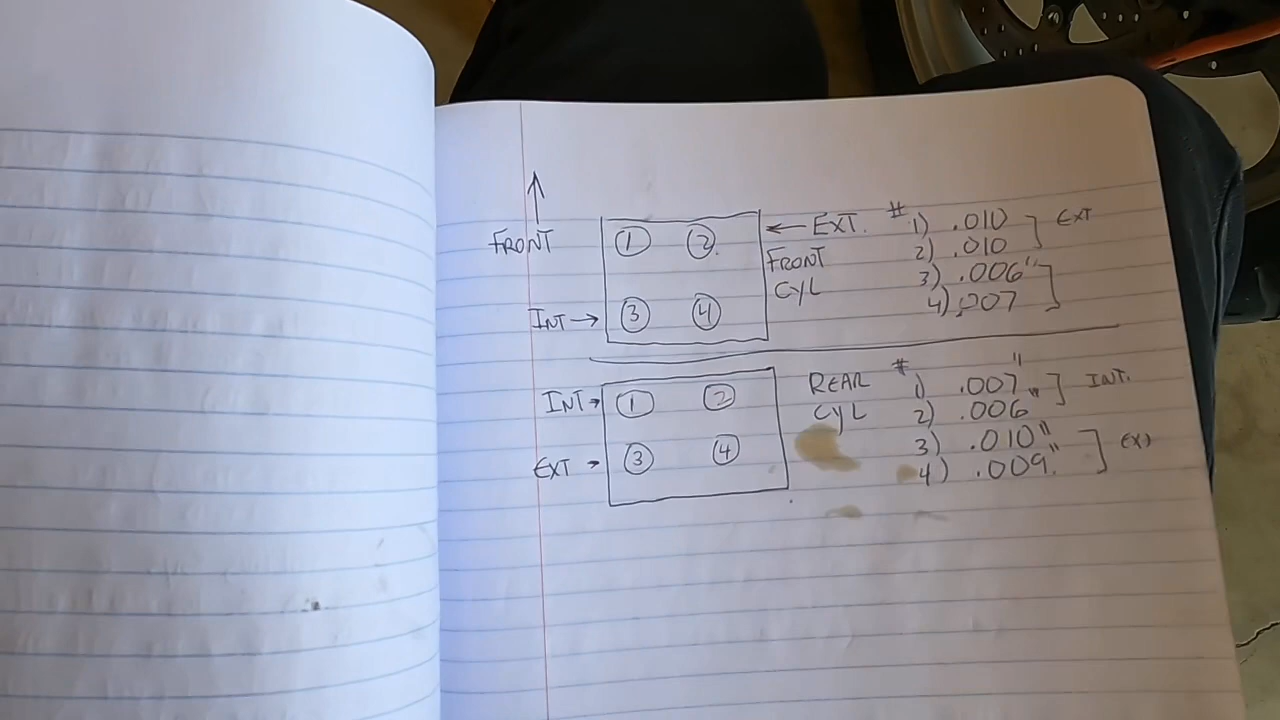 ① ② ← EXT. # 1) .010 ] EXT
FRONT FRONT 2) .010
CYL 3) .006" ]
INT → ③ ④ 4) .007
INT → ① ② REAR # 1) .007" ] INT.
CYL 2) .006"
3) .010" ] EXT
EXT → ③ ④ 4) .009"